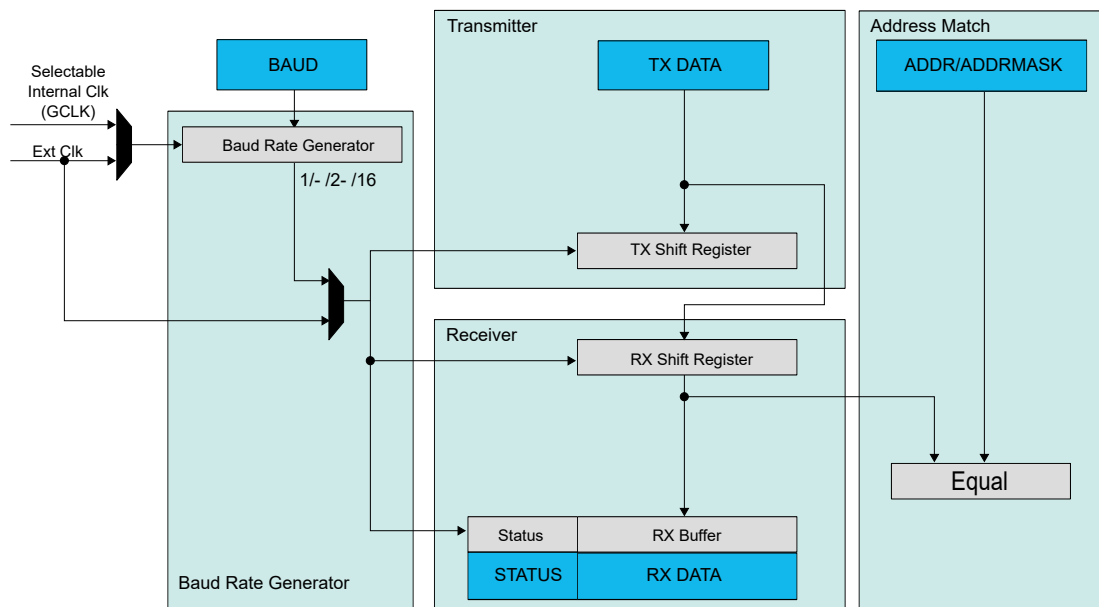 Transmitter
Address Match
BAUD
TX DATA
ADDR/ADDRMASK
Selectable
Internal Clk
(GCLK)
Baud Rate Generator
Ext Clk
1/- /2- /16
TX Shift Register
Receiver
RX Shift Register
Equal
Status
RX Buffer
STATUS
RX DATA
Baud Rate Generator